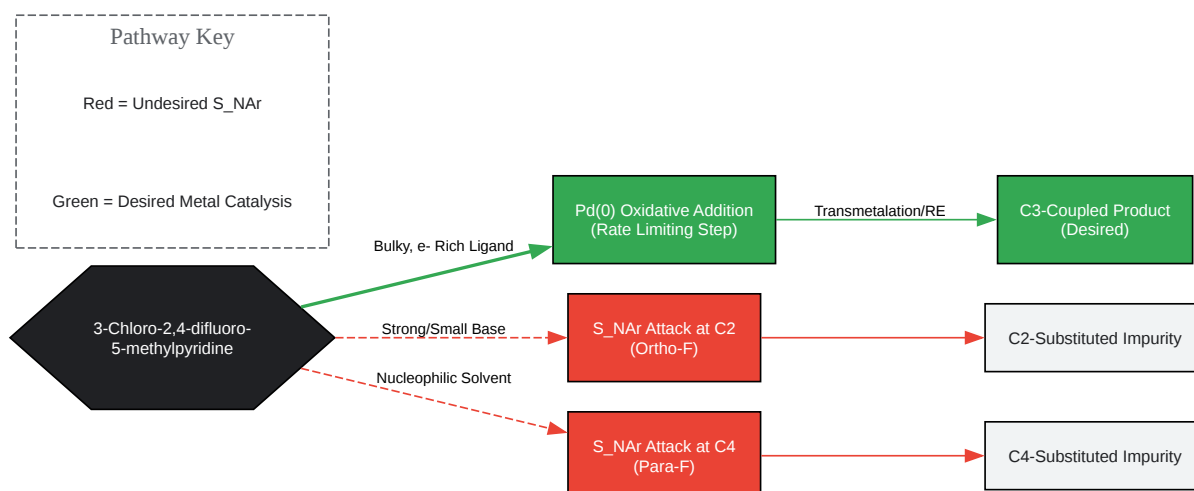 Pathway Key
Red = Undesired S_NAr
Green = Desired Metal Catalysis
3-Chloro-2,4-difluoro-
5-methylpyridine
Bulky, e- Rich Ligand
Strong/Small Base
Nucleophilic Solvent
Pd(0) Oxidative Addition
(Rate Limiting Step)
Transmetalation/RE
C3-Coupled Product
(Desired)
S_NAr Attack at C2
(Ortho-F)
C2-Substituted Impurity
S_NAr Attack at C4
(Para-F)
C4-Substituted Impurity